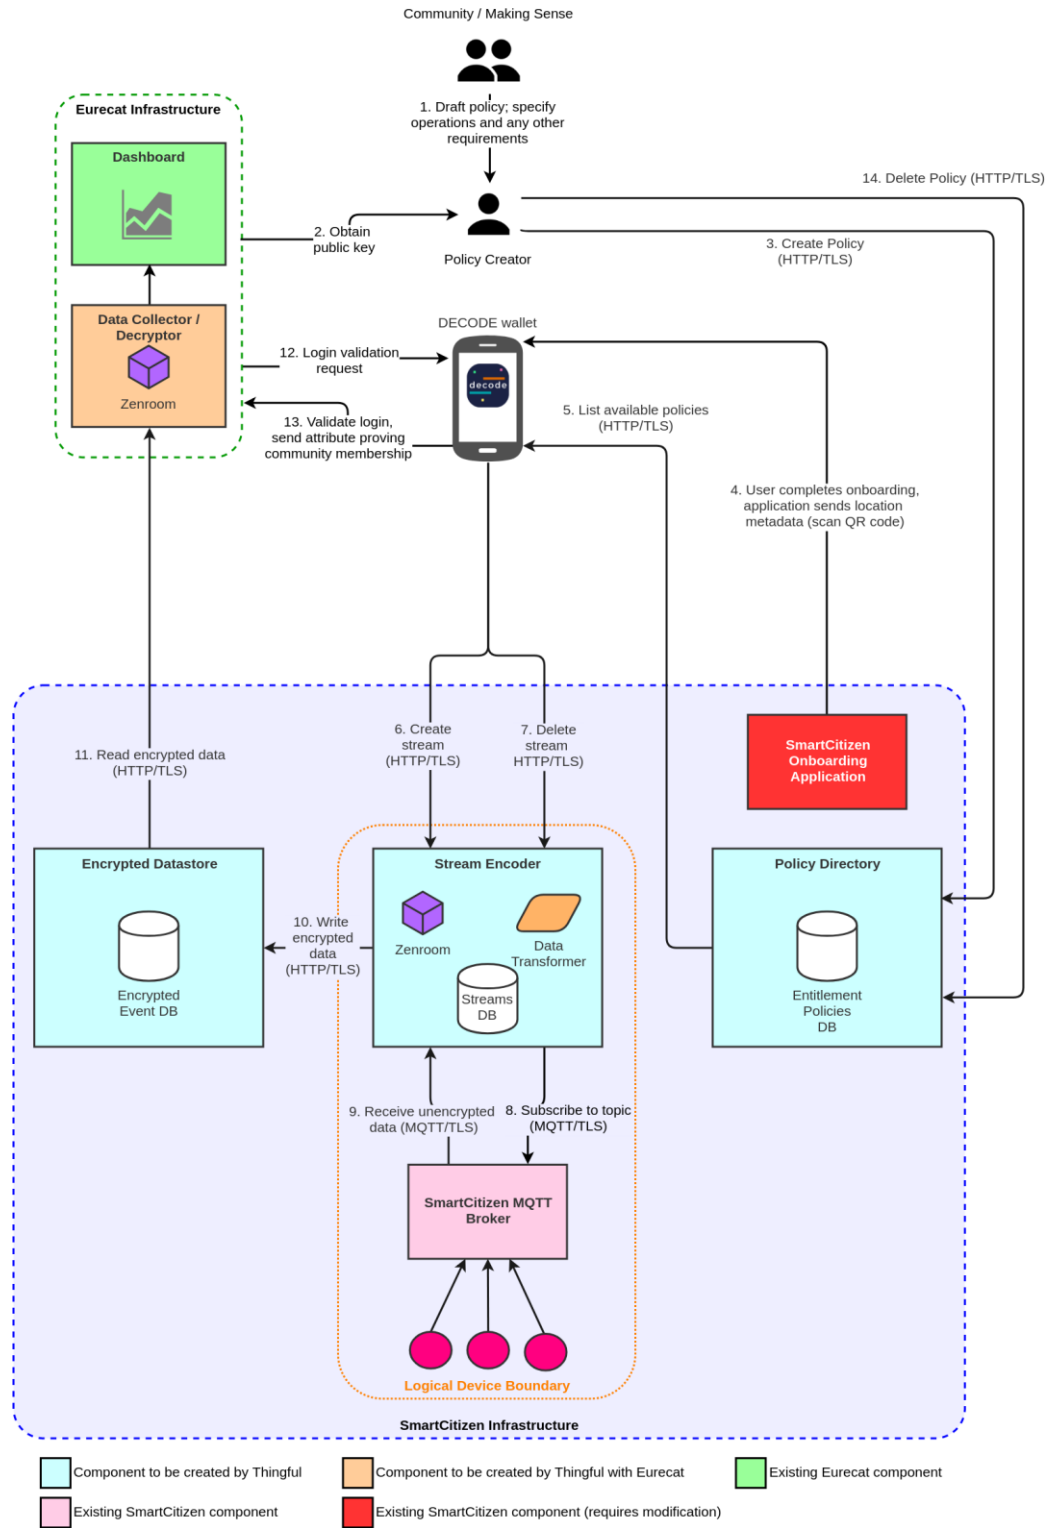 Community / Making Sense
1. Draft policy; specify
operations and any other
requirements
Eurecat Infrastructure
Dashboard
14. Delete Policy (HTTP/TLS)
2. Obtain
public key
Policy Creator
3. Create Policy
(HTTP/TLS)
Data Collector /
Decryptor
Zenroom
DECODE wallet
decode
12. Login validation
request
13. Validate login,
send attribute proving
community membership
5. List available policies
(HTTP/TLS)
4. User completes onboarding,
application sends location
metadata (scan QR code)
11. Read encrypted data
(HTTP/TLS)
6. Create
stream
(HTTP/TLS)
7. Delete
stream
HTTP/TLS)
SmartCitizen
Onboarding
Application
Encrypted Datastore
Encrypted
Event DB
10. Write
encrypted
data
(HTTP/TLS)
Stream Encoder
Zenroom
Data
Transformer
Streams
DB
Policy Directory
Entitlement
Policies
DB
9. Receive unencrypted
data (MQTT/TLS)
8. Subscribe to topic
(MQTT/TLS)
SmartCitizen MQTT
Broker
Logical Device Boundary
SmartCitizen Infrastructure
Component to be created by Thingful
Component to be created by Thingful with Eurecat
Existing Eurecat component
Existing SmartCitizen component
Existing SmartCitizen component (requires modification)